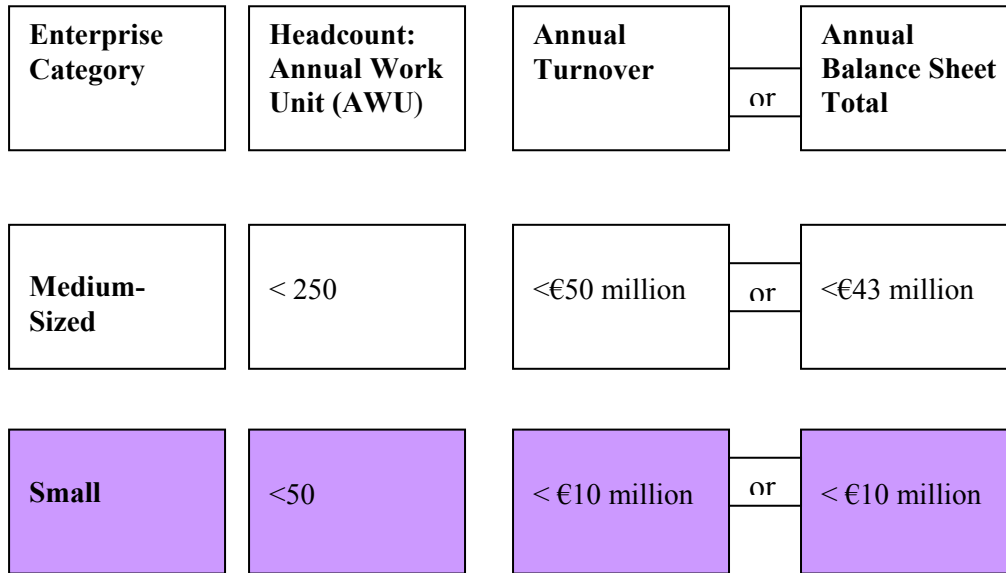 Enterprise
Category
Headcount:
Annual Work
Unit (AWU)
Annual
Turnover
or
Annual
Balance Sheet
Total
Medium-
Sized
< 250
<€50 million
or
<€43 million
Small
<50
< €10 million
or
< €10 million